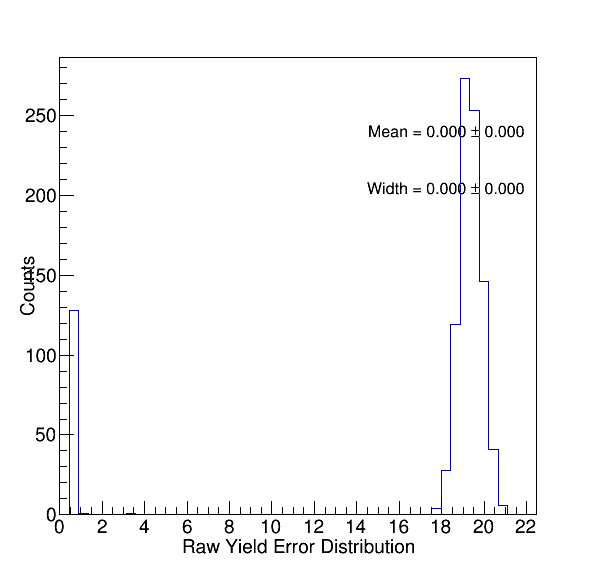 250
Mean = 0.000 ± 0.000
200
Width = 0.000 ± 0.000
150
Counts
100
50
0
0 2 4 6 8 10 12 14 16 18 20 22
Raw Yield Error Distribution